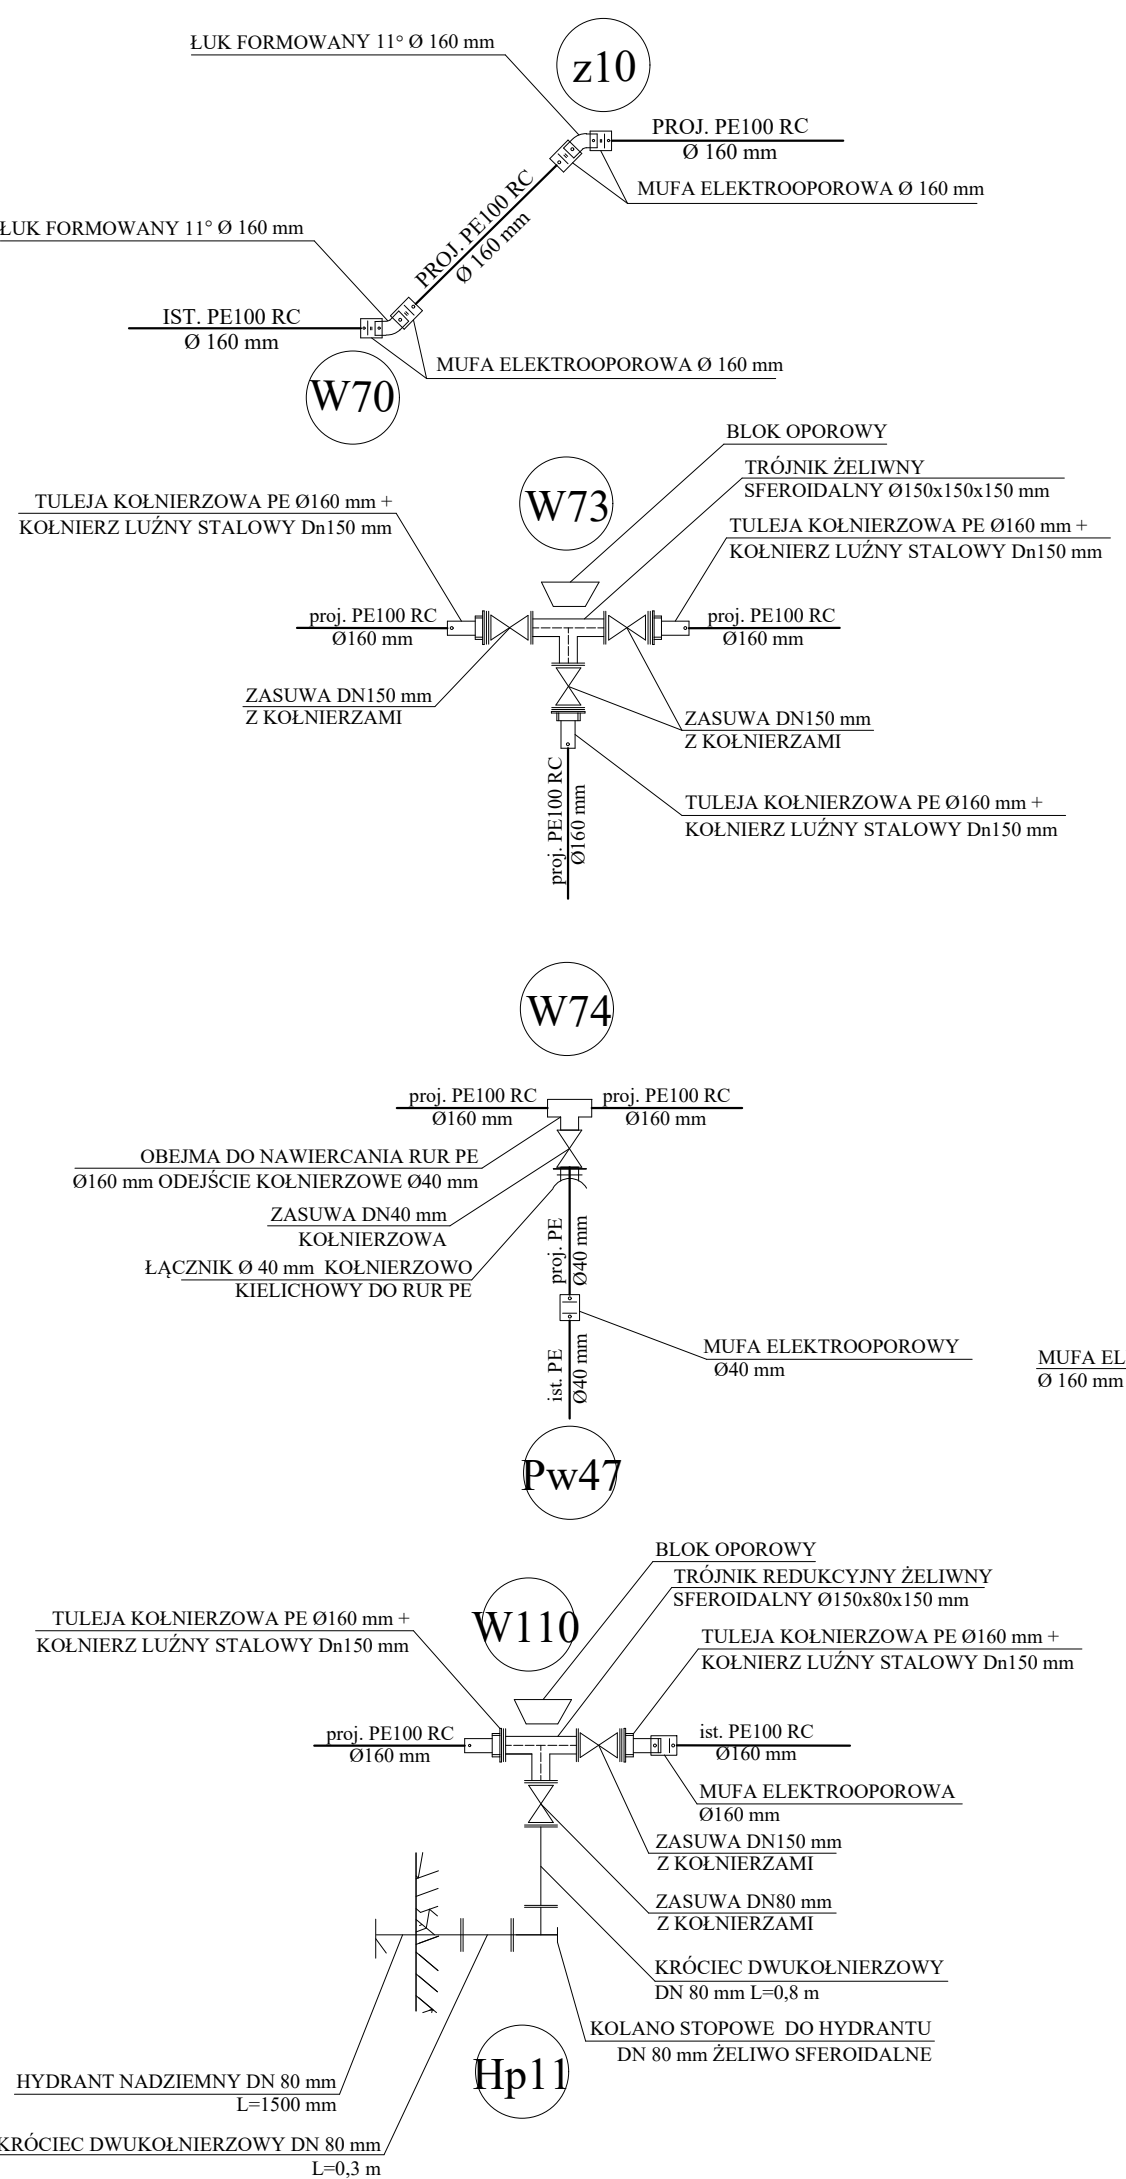 ŁUK FORMOWANY 11° Ø 160 mm
z10
PROJ. PE100 RC
Ø 160 mm
MUFA ELEKTROOPOROWA Ø 160 mm
PROJ. PE100 RC
Ø 160 mm
ŁUK FORMOWANY 11° Ø 160 mm
IST. PE100 RC
Ø 160 mm
MUFA ELEKTROOPOROWA Ø 160 mm
W70
BLOK OPOROWY
W73
TRÓJNIK ŻELIWNY
SFEROIDALNY Ø150x150x150 mm
TULEJA KOŁNIERZOWA PE Ø160 mm +
KOŁNIERZ LUŹNY STALOWY Dn150 mm
TULEJA KOŁNIERZOWA PE Ø160 mm +
KOŁNIERZ LUŹNY STALOWY Dn150 mm
proj. PE100 RC
Ø160 mm
proj. PE100 RC
Ø160 mm
ZASUWA DN150 mm
Z KOŁNIERZAMI
ZASUWA DN150 mm
Z KOŁNIERZAMI
proj. PE100 RC
Ø160 mm
TULEJA KOŁNIERZOWA PE Ø160 mm +
KOŁNIERZ LUŹNY STALOWY Dn150 mm
W74
proj. PE100 RC
Ø160 mm
proj. PE100 RC
Ø160 mm
OBEJMA DO NAWIERCANIA RUR PE
Ø160 mm ODEJŚCIE KOŁNIERZOWE Ø40 mm
ZASUWA DN40 mm
KOŁNIERZOWA
ŁĄCZNIK Ø 40 mm KOŁNIERZOWO
KIELICHOWY DO RUR PE
proj. PE
Ø40 mm
MUFA ELEKTROOPOROWY
Ø40 mm
MUFA EL
Ø 160 mm
ist. PE
Ø40 mm
Pw47
BLOK OPOROWY
TRÓJNIK REDUKCYJNY ŻELIWNY
SFEROIDALNY Ø150x80x150 mm
W110
TULEJA KOŁNIERZOWA PE Ø160 mm +
KOŁNIERZ LUŹNY STALOWY Dn150 mm
TULEJA KOŁNIERZOWA PE Ø160 mm +
KOŁNIERZ LUŹNY STALOWY Dn150 mm
proj. PE100 RC
Ø160 mm
ist. PE100 RC
Ø160 mm
MUFA ELEKTROOPOROWA
Ø160 mm
ZASUWA DN150 mm
Z KOŁNIERZAMI
ZASUWA DN80 mm
Z KOŁNIERZAMI
KRÓCIEC DWUKOŁNIERZOWY
DN 80 mm L=0,8 m
KOLANO STOPOWE DO HYDRANTU
DN 80 mm ŻELIWO SFEROIDALNE
Hp11
HYDRANT NADZIEMNY DN 80 mm
L=1500 mm
KRÓCIEC DWUKOŁNIERZOWY DN 80 mm
L=0,3 m